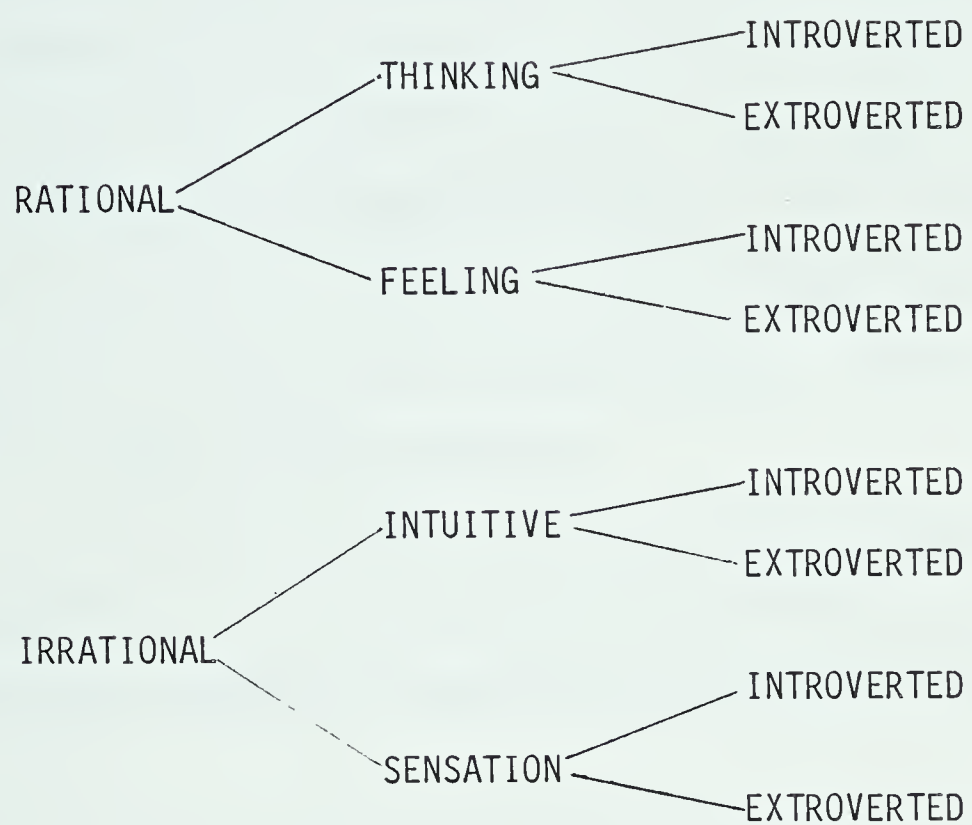 INTROVERTED
THINKING
EXTROVERTED
RATIONAL
INTROVERTED
FEELING
EXTROVERTED
INTROVERTED
INTUITIVE
EXTROVERTED
IRRATIONAL
INTROVERTED
SENSATION
EXTROVERTED